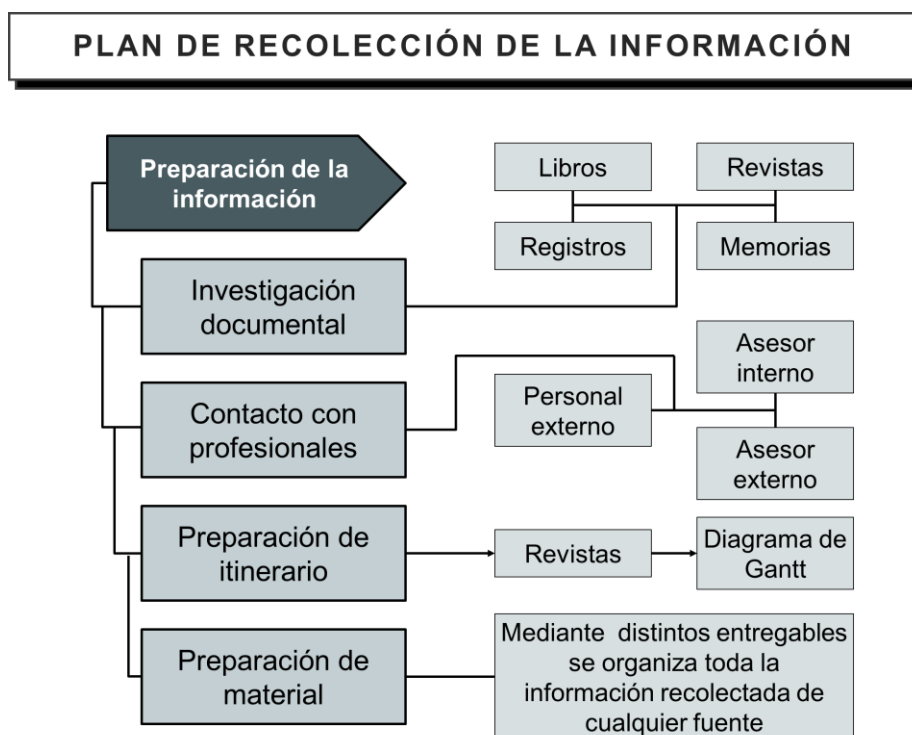 PLAN DE RECOLECCIÓN DE LA INFORMACIÓN
Preparación de la
información
Libros
Revistas
Registros
Memorias
Investigación
documental
Contacto con
profesionales
Personal
externo
Asesor
interno
Asesor
externo
Preparación de
itinerario
Revistas
Diagrama de
Gantt
Preparación de
material
Mediante distintos entregables
se organiza toda la
información recolectada de
cualquier fuente